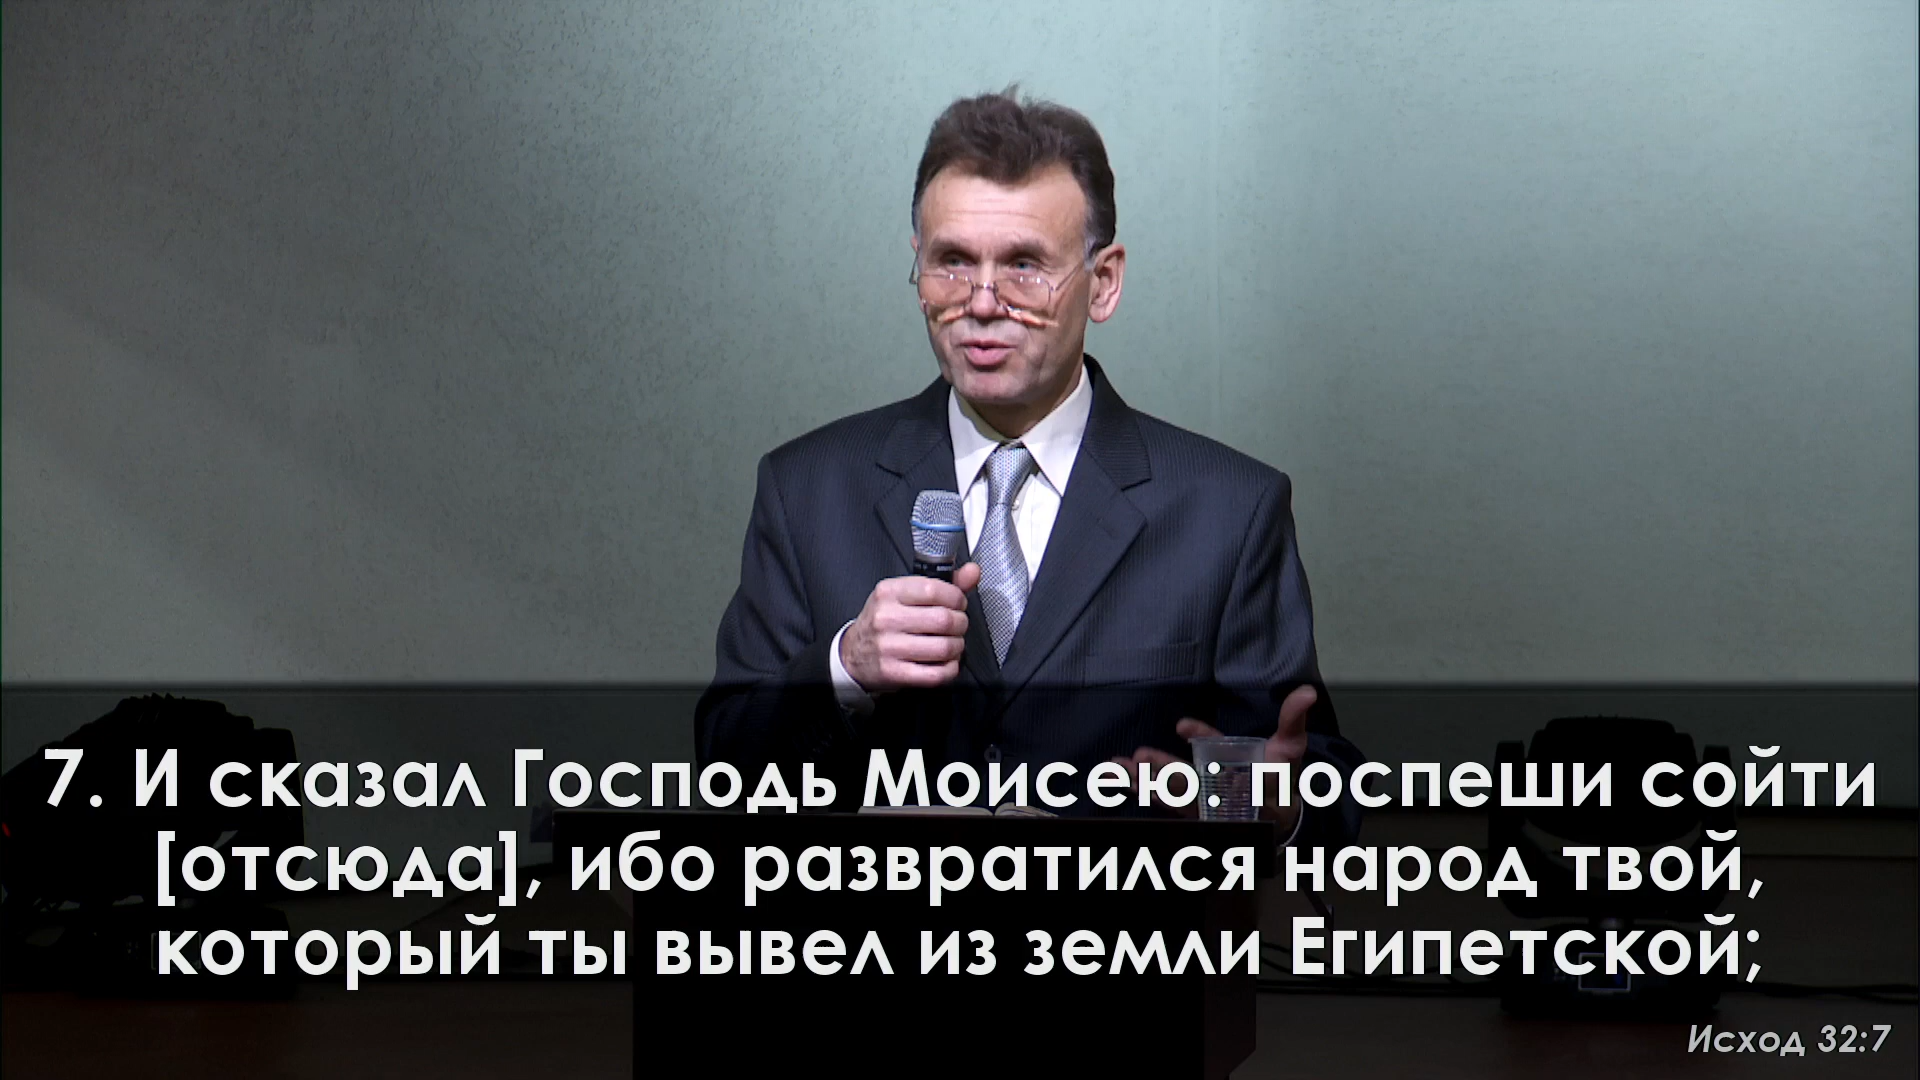 7. И сказал Господь Моисею: поспеши сойти
[отсюда], ибо развратился народ твой,
который ты вывел из земли Египетской;
Исход 32:7